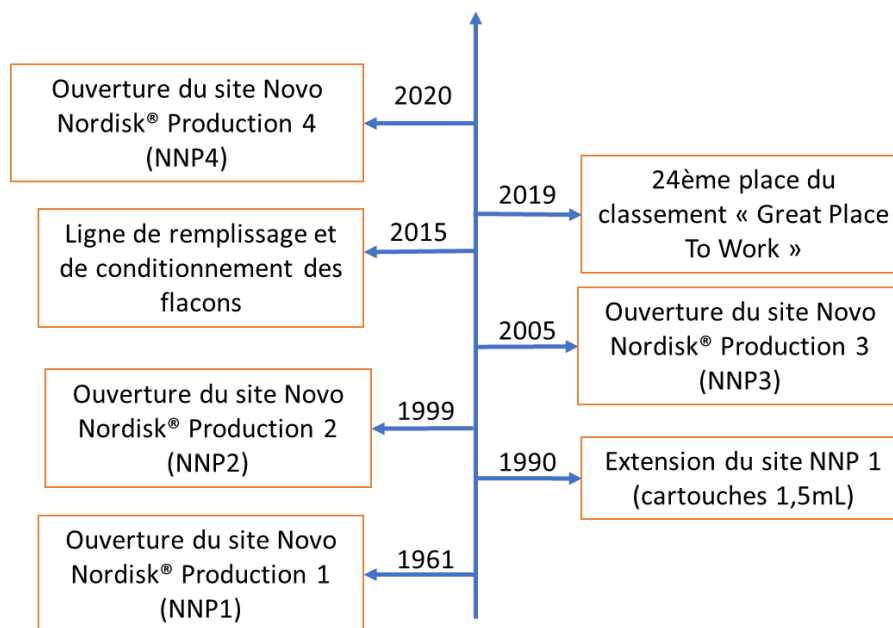 2020
Ouverture du site Novo
Nordisk® Production 4
(NNP4)
2019
24ème place du
classement « Great Place
To Work »
2015
Ligne de remplissage et
de conditionnement des
flacons
2005
Ouverture du site Novo
Nordisk® Production 3
(NNP3)
1999
Ouverture du site Novo
Nordisk® Production 2
(NNP2)
1990
Extension du site NNP 1
(cartouches 1,5mL)
1961
Ouverture du site Novo
Nordisk® Production 1
(NNP1)